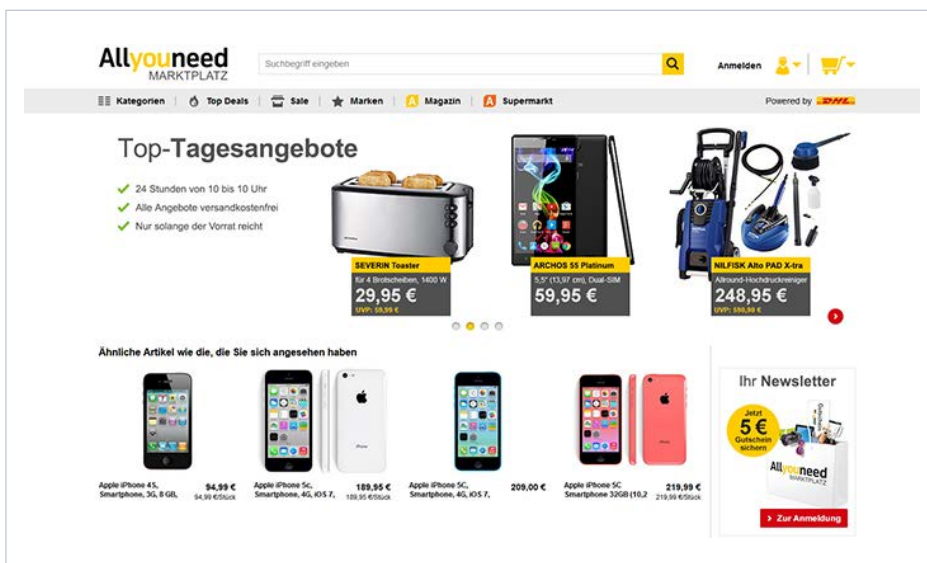 Allyouneed
MARKTPLATZ
Suchbegriff eingeben
Anmelden
Kategorien
Top Deals
Sale
Marken
Magazin
Supermarkt
Powered by DHL
Top-Tagesangebote
24 Stunden von 10 bis 10 Uhr
Alle Angebote versandkostenfrei
Nur solange der Vorrat reicht
SEVERIN Toaster
für 4 Brotscheiben, 1400 W
29,95 €
UVP: 59,99 €
ARCHOS 55 Platinum
5,5" (13,97 cm), Dual-SIM
59,95 €
NILFISK Alto PAD X-tra
Allround-Hochdruckreiniger
248,95 €
Ähnliche Artikel wie die, die Sie sich angesehen haben
Apple iPhone 4S,
Smartphone, 3G, 8 GB,
94,99 €
94,99 €/Stück
Apple iPhone 5c,
Smartphone, 4G, iOS 7,
189,95 €
189,95 €/Stück
Apple iPhone 5C,
Smartphone, 4G, iOS 7,
209,00 €
Apple iPhone 5C
Smartphone 32GB (10,2
219,99 €
219,99 €/Stück
Ihr Newsletter
Jetzt
5 €
Gutschein
sichern
Allyouneed
MARKTPLATZ
Zur Anmeldung